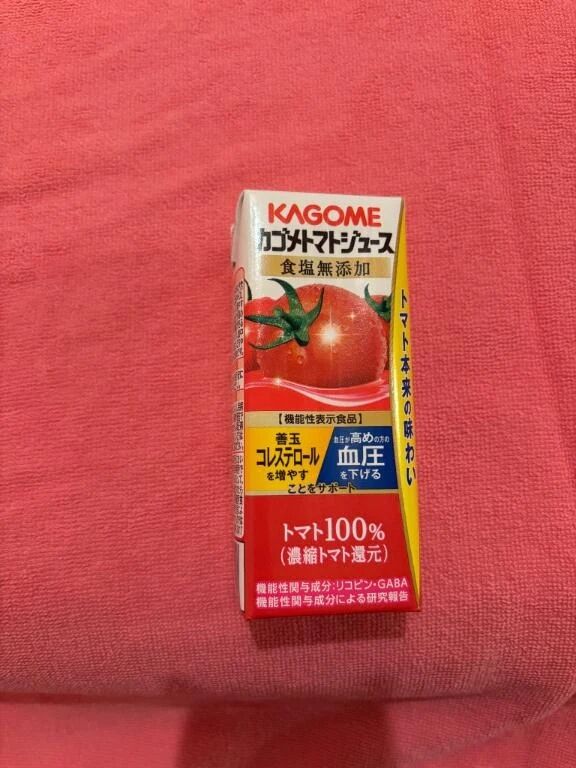 KAGOME
カゴメトマトジュース
食塩無添加
トマト本来の味わい
【機能性表示食品】
善玉
コレステロール
を増やす
血圧が高めの方の
血圧
を下げる
ことをサポート
トマト100%
(濃縮トマト還元)
機能性関与成分:リコピン・GABA
機能性関与成分による研究報告